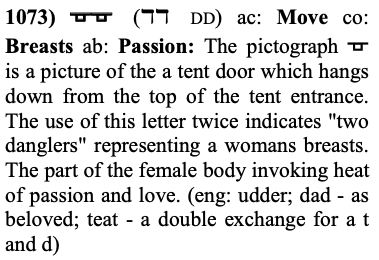 1073) (דד DD) ac: Move co:
Breasts ab: Passion: The pictograph
is a picture of the a tent door which hangs
down from the top of the tent entrance.
The use of this letter twice indicates "two
danglers" representing a womans breasts.
The part of the female body invoking heat
of passion and love. (eng: udder; dad - as
beloved; teat - a double exchange for a t
and d)